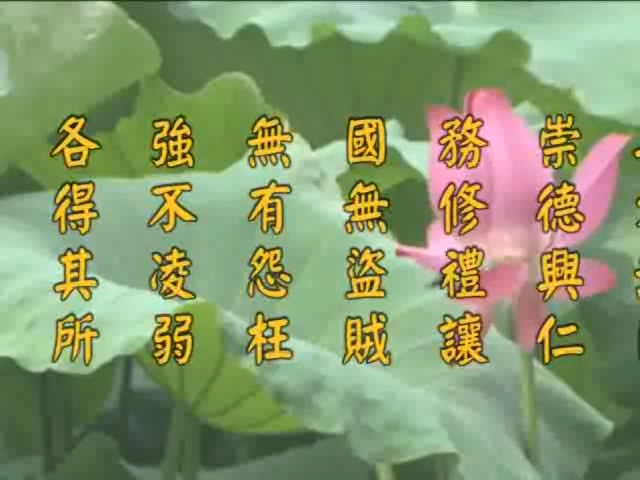 崇德興仁
務修禮讓
國無盜賊
無有怨枉
強不凌弱
各得其所